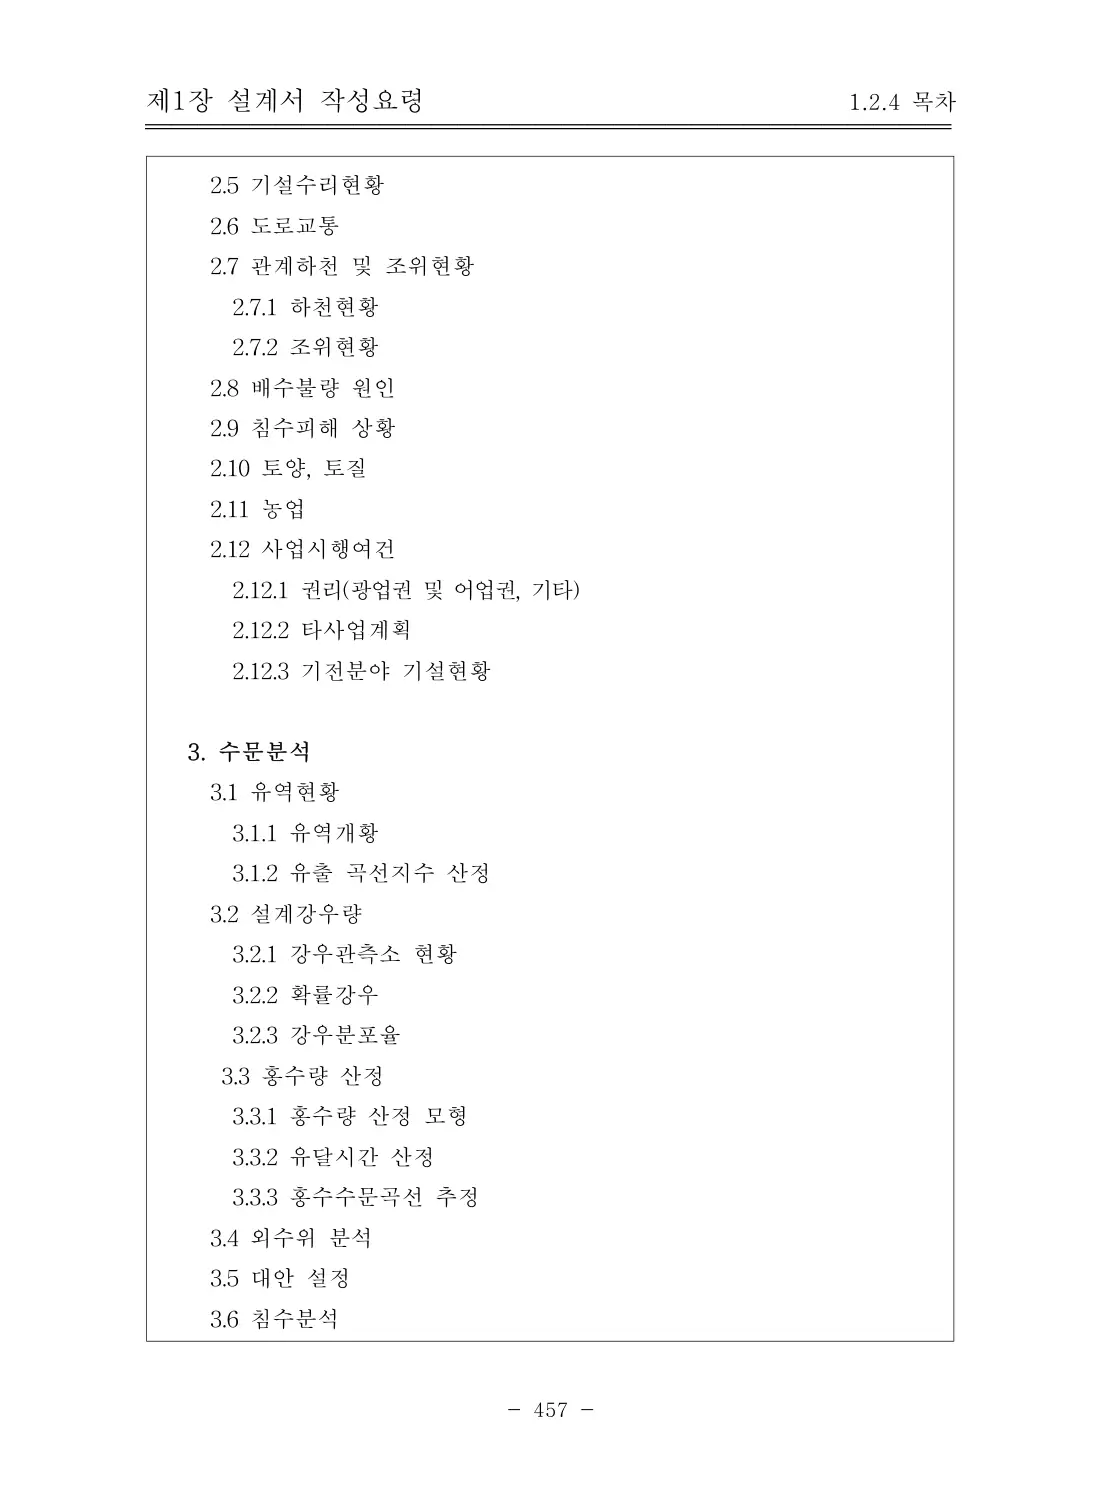 제1장 설계서 작성요령
1.2.4 목차
2.5 기설수리현황
2.6 도로교통
2.7 관계하천 및 조위현황
2.7.1 하천현황
2.7.2 조위현황
2.8 배수불량 원인
2.9 침수피해 상황
2.10 토양, 토질
2.11 농업
2.12 사업시행여건
2.12.1 권리(광업권 및 어업권, 기타)
2.12.2 타사업계획
2.12.3 기전분야 기설현황
3. 수문분석
3.1 유역현황
3.1.1 유역개황
3.1.2 유출 곡선지수 산정
3.2 설계강우량
3.2.1 강우관측소 현황
3.2.2 확률강우
3.2.3 강우분포율
3.3 홍수량 산정
3.3.1 홍수량 산정 모형
3.3.2 유달시간 산정
3.3.3 홍수수문곡선 추정
3.4 외수위 분석
3.5 대안 설정
3.6 침수분석
- 457 -